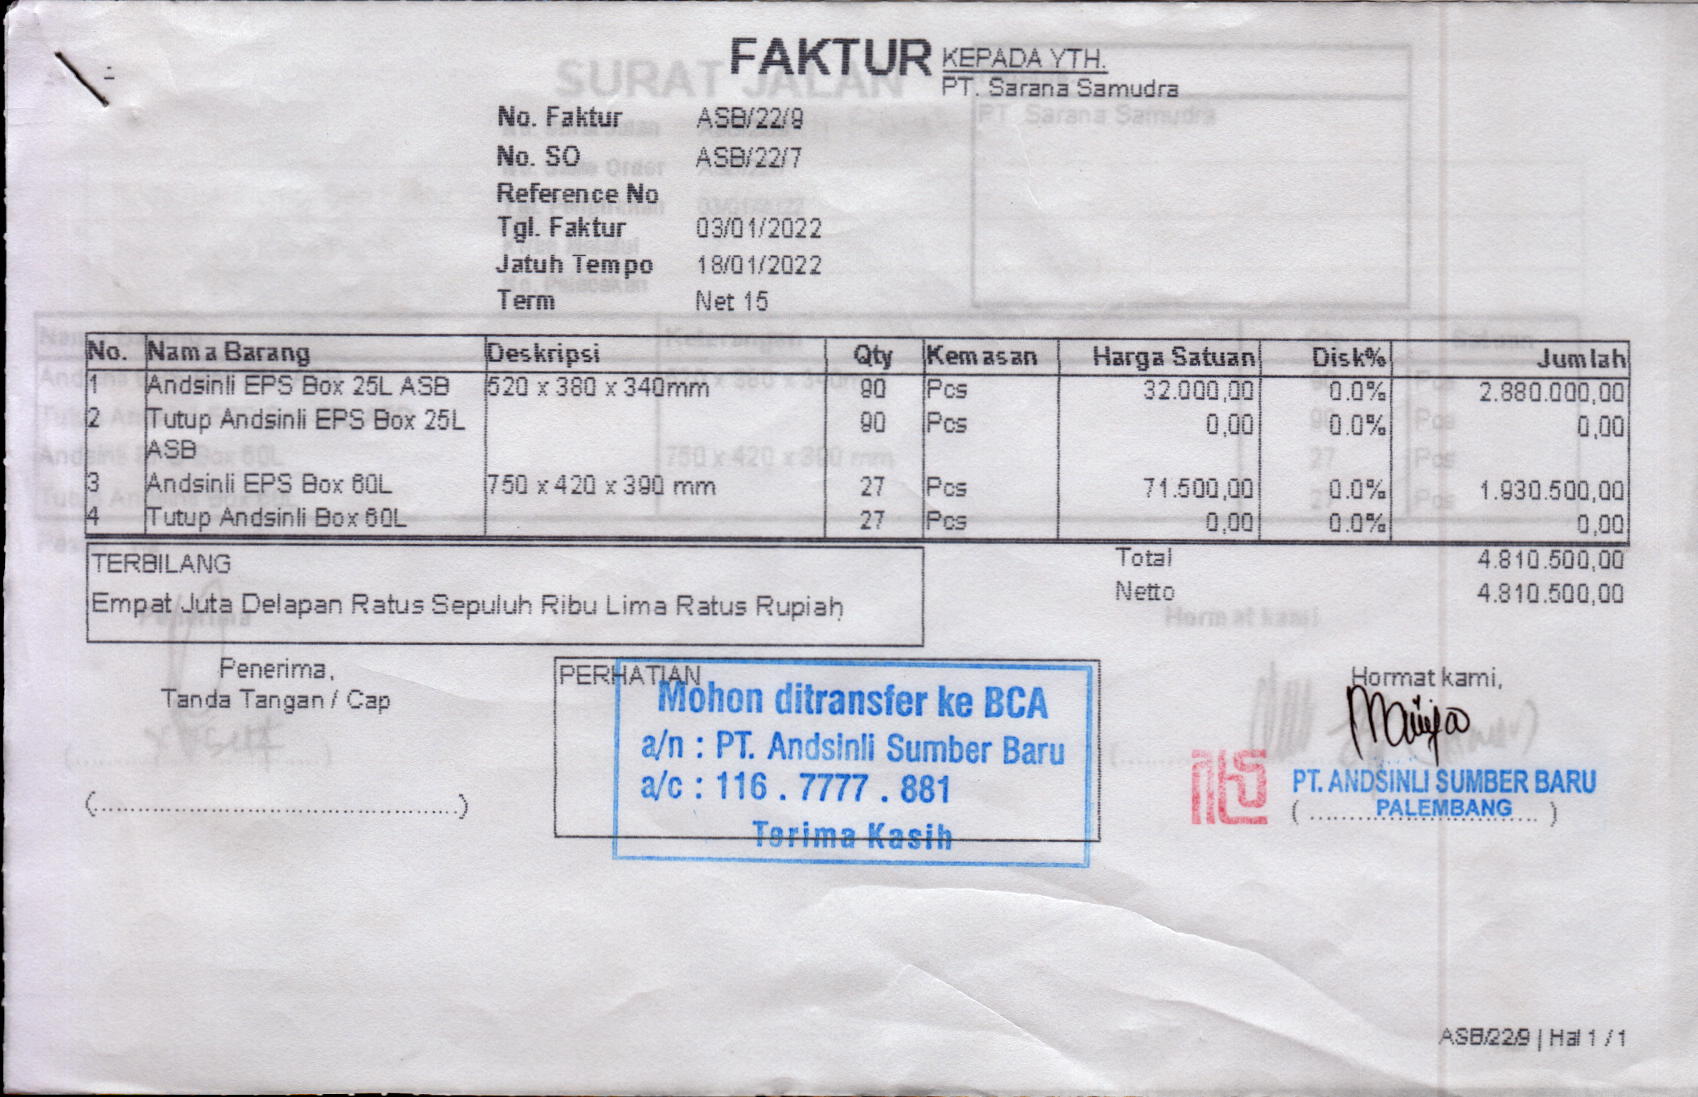 FAKTUR
KEPADA YTH.
PT. Sarana Samudra
No. Faktur ASB/22/9
No. SO ASB/22/7
Reference No
Tgl. Faktur 03/01/2022
Jatuh Tempo 18/01/2022
Term Net 15
No. Nama Barang Deskripsi Qty Kemasan Harga Satuan Disk% Jumlah
1 Andsinli EPS Box 25L ASB 520 x 380 x 340mm 90 Pcs 32.000,00 0.0% 2.880.000,00
2 Tutup Andsinli EPS Box 25L 90 Pcs 0,00 0.0% 0,00
ASB
3 Andsinli EPS Box 60L 750 x 420 x 390 mm 27 Pcs 71.500,00 0.0% 1.930.500,00
4 Tutup Andsinli Box 60L 27 Pcs 0,00 0.0% 0,00
TERBILANG
Empat Juta Delapan Ratus Sepuluh Ribu Lima Ratus Rupiah
Total 4.810.500,00
Netto 4.810.500,00
Penerima,
Tanda Tangan / Cap
(............................................)
PERHATIAN
Mohon ditransfer ke BCA
a/n : PT. Andsinli Sumber Baru
a/c : 116 . 7777 . 881
Terima Kasih
Hormat kami,
PT. ANDSINLI SUMBER BARU
PALEMBANG
ASB/22/9 | Hal 1 / 1